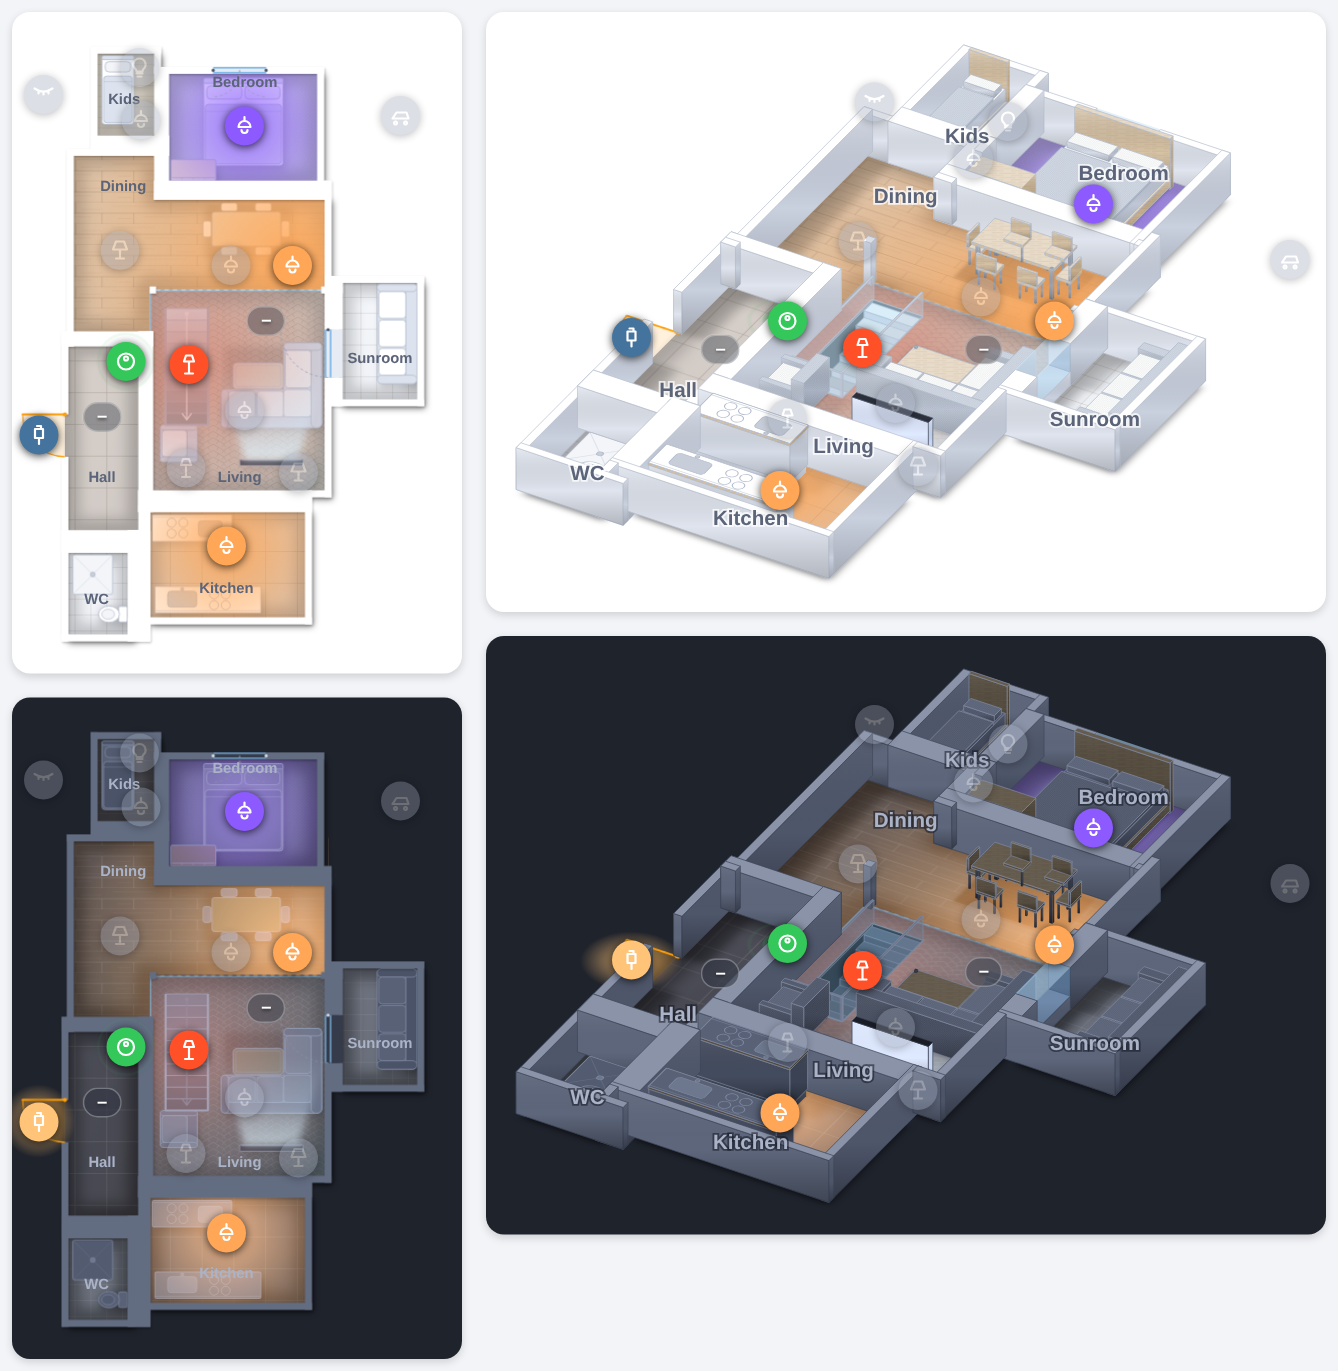 Kids
Bedroom
Dining
–
Sunroom
Hall
Living
Kitchen
WC
Kids
Bedroom
Dining
–
–
Hall
Sunroom
Living
WC
Kitchen
Kids
Bedroom
Dining
–
Sunroom
–
Hall
Living
Kitchen
WC
Kids
Bedroom
Dining
–
–
Hall
Sunroom
Living
WC
Kitchen